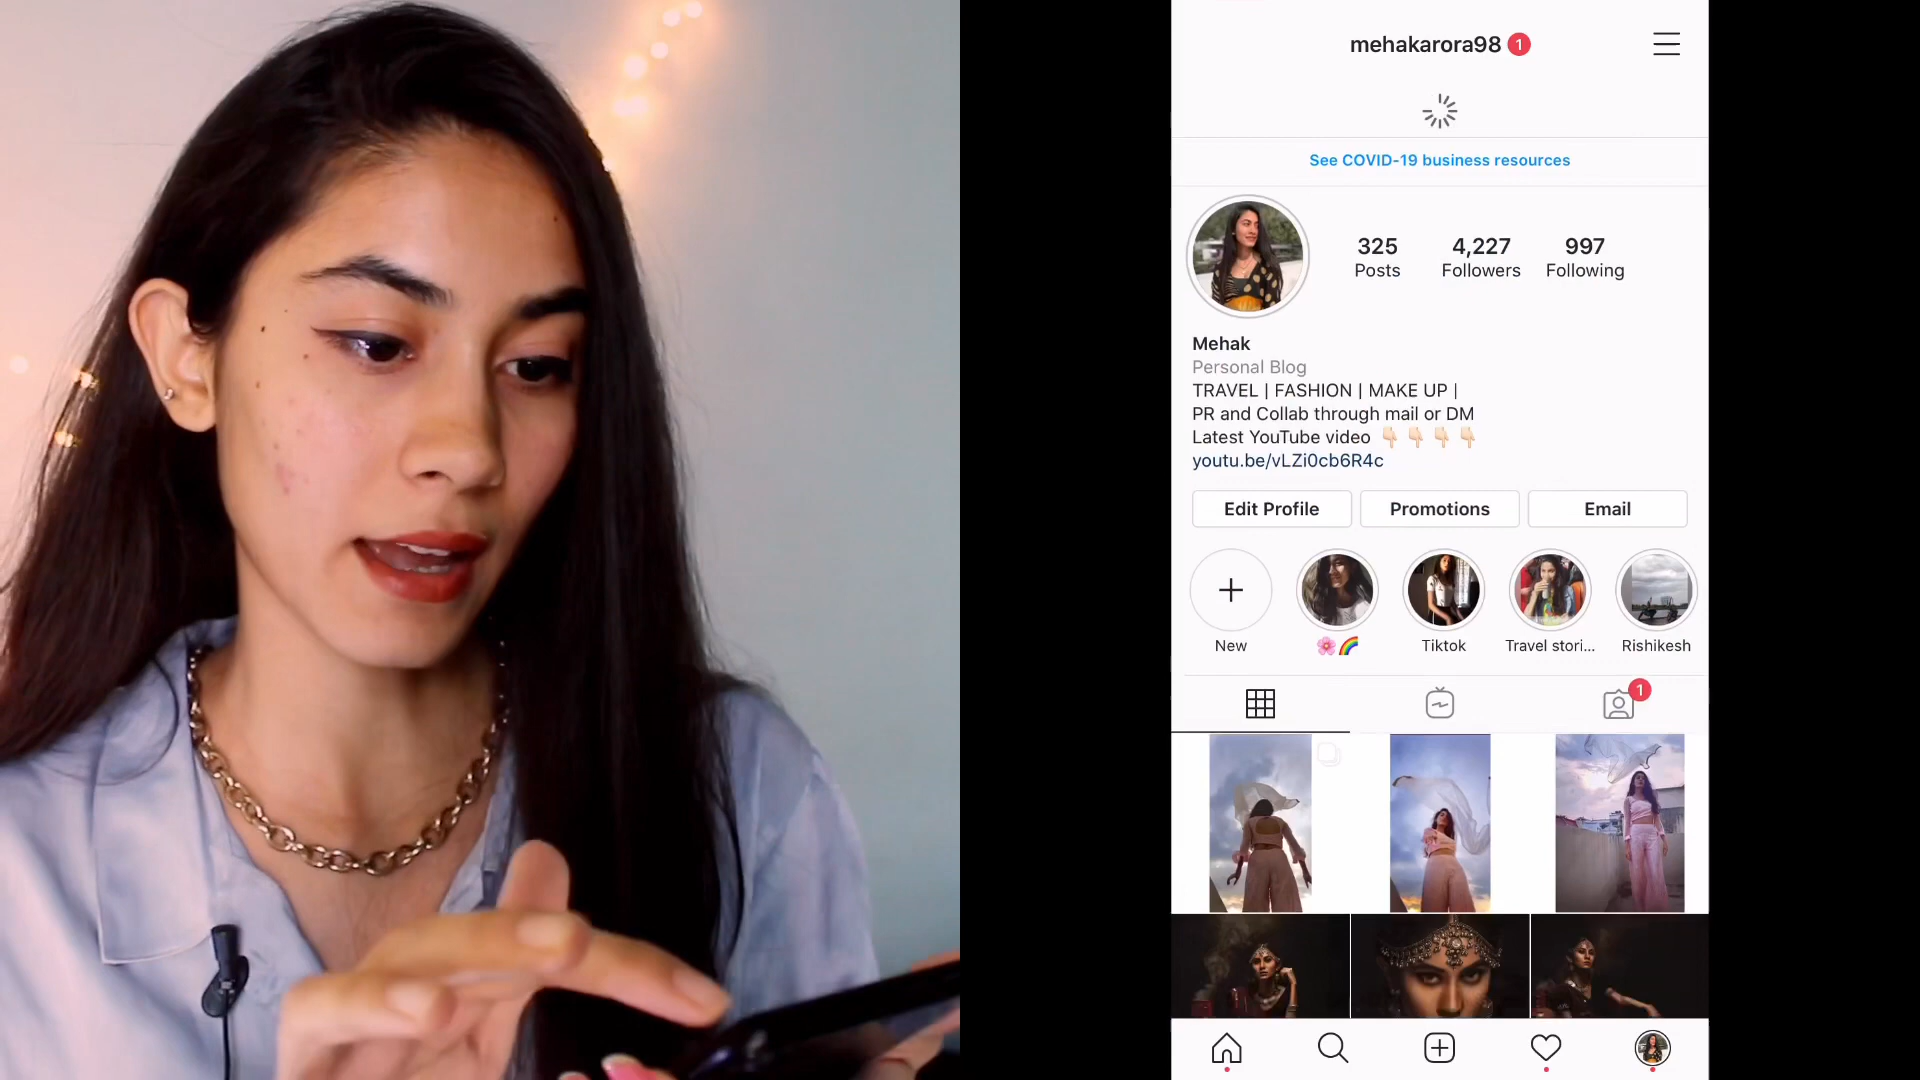 mehakarora98 1
See COVID-19 business resources
325 4,227 997
Posts Followers Following
Mehak
Personal Blog
TRAVEL | FASHION | MAKE UP |
PR and Collab through mail or DM
Latest YouTube video 👇🏻 👇🏻 👇🏻 👇🏻
youtu.be/vLZi0cb6R4c
Edit Profile Promotions Email
New 🌸🌈 Tiktok Travel stori... Rishikesh
1